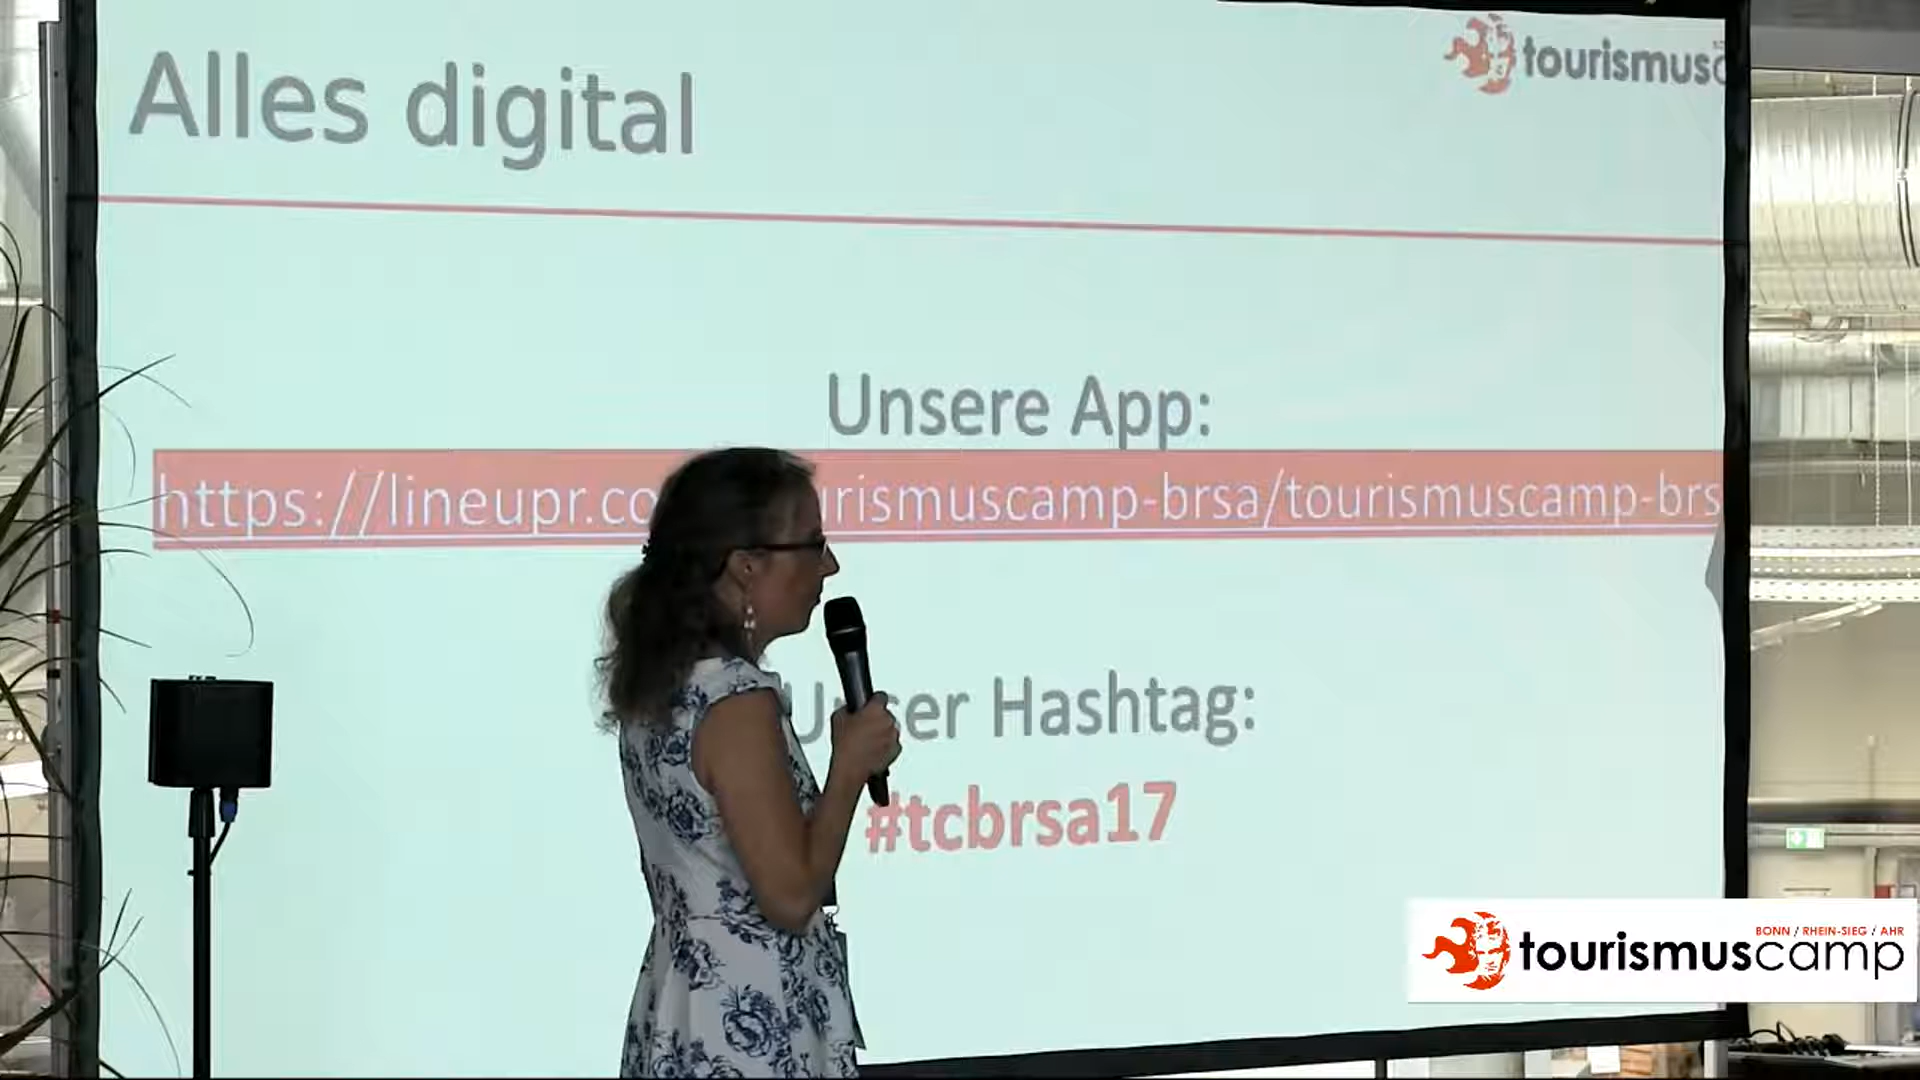 Alles digital
tourismusc
Unsere App:
https://lineupr.co urismuscamp-brsa/tourismuscamp-brs
Unser Hashtag:
#tcbrsa17
BONN / RHEIN-SIEG / AHR
tourismuscamp